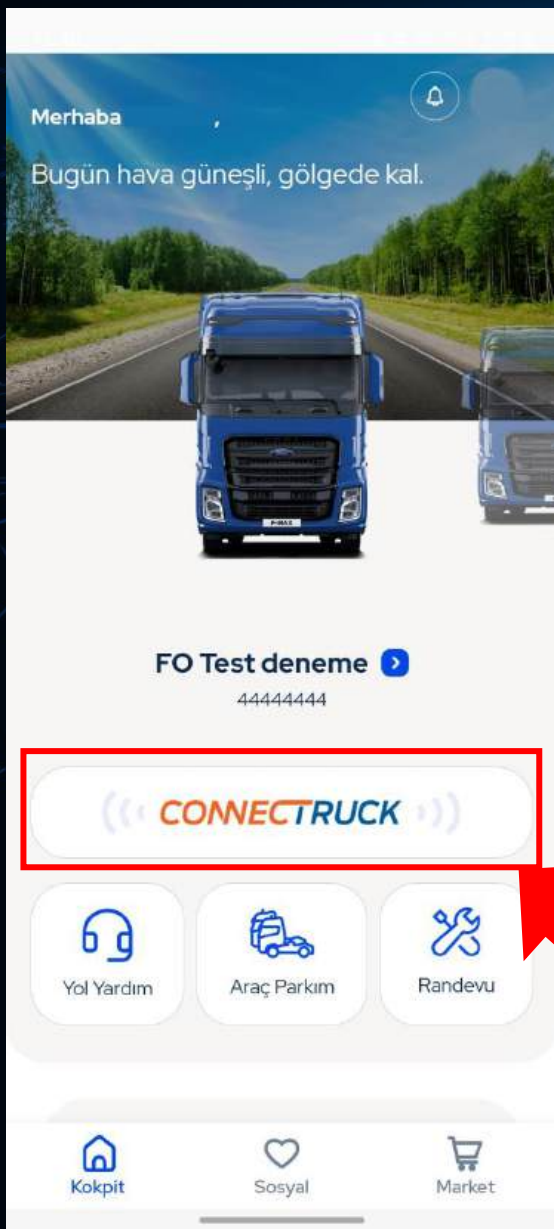 Merhaba ,
Bugün hava güneşli, gölgede kal.
F-MAX
FO Test deneme
44444444
CONNECTRUCK
Yol Yardım
Araç Parkım
Randevu
Kokpit
Sosyal
Market